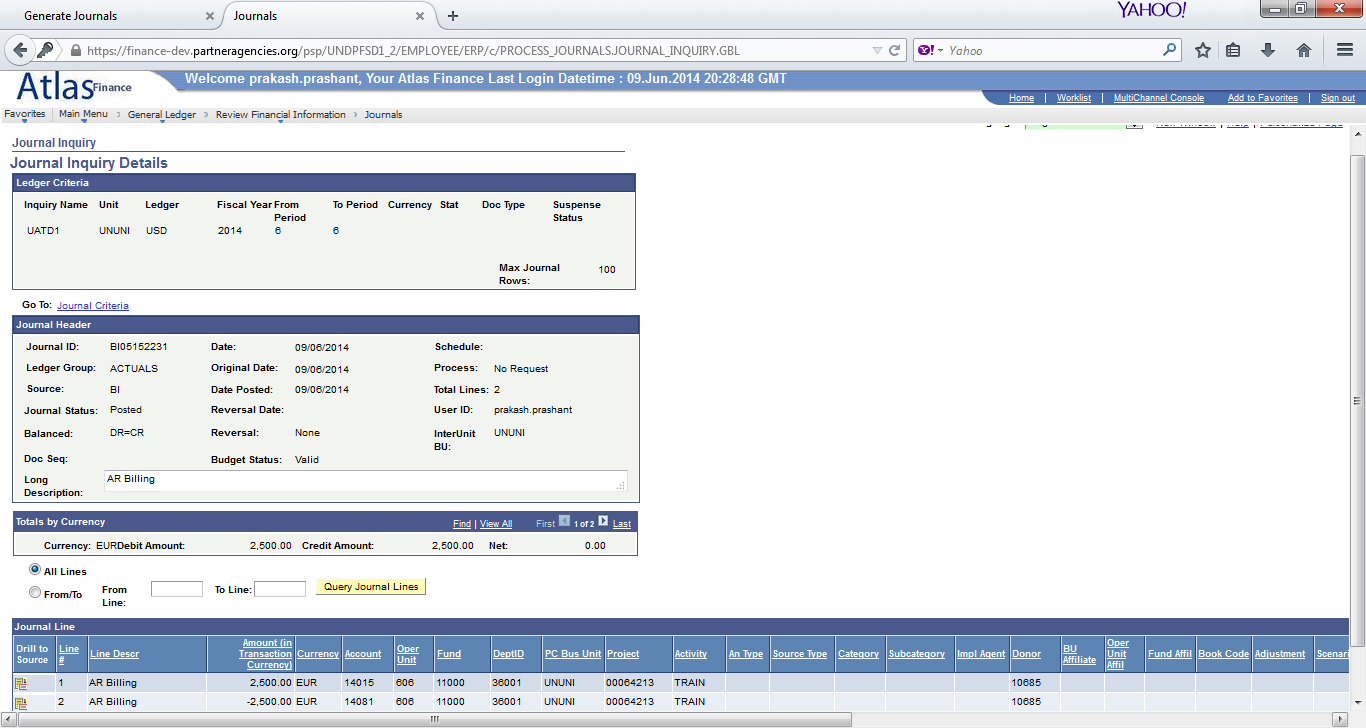 Generate Journals
Journals
YAHOO!
https://finance-dev.partneragencies.org/psp/UNDPFSD1_2/EMPLOYEE/ERP/c/PROCESS_JOURNALS.JOURNAL_INQUIRY.GBL
Yahoo
Atlas Finance
Welcome prakash.prashant, Your Atlas Finance Last Login Datetime : 09.Jun.2014 20:28:48 GMT
Home | Worklist | MultiChannel Console | Add to Favorites | Sign out
Favorites Main Menu > General Ledger > Review Financial Information > Journals
Journal Inquiry
Journal Inquiry Details
Ledger Criteria
Inquiry Name Unit Ledger Fiscal Year From Period To Period Currency Stat Doc Type Suspense Status
UATD1 UNUNI USD 2014 6 6
Max Journal Rows: 100
Go To: Journal Criteria
Journal Header
Journal ID: BI05152231 Date: 09/06/2014 Schedule:
Ledger Group: ACTUALS Original Date: 09/06/2014 Process: No Request
Source: BI Date Posted: 09/06/2014 Total Lines: 2
Journal Status: Posted Reversal Date: User ID: prakash.prashant
Balanced: DR=CR Reversal: None InterUnit BU: UNUNI
Doc Seq: Budget Status: Valid
Long Description: AR Billing
Totals by Currency Find | View All First 1 of 2 Last
Currency: EUR Debit Amount: 2,500.00 Credit Amount: 2,500.00 Net: 0.00
All Lines
From/To From Line: To Line: Query Journal Lines
Journal Line
Drill to Source Line # Line Descr Amount (in Transaction Currency) Currency Account Oper Unit Fund DeptID PC Bus Unit Project Activity An Type Source Type Category Subcategory Impl Agent Donor BU Affiliate Oper Unit Affil Fund Affil Book Code Adjustment Scenari
1 AR Billing 2,500.00 EUR 14015 606 11000 36001 UNUNI 00064213 TRAIN 10685
2 AR Billing -2,500.00 EUR 14081 606 11000 36001 UNUNI 00064213 TRAIN 10685